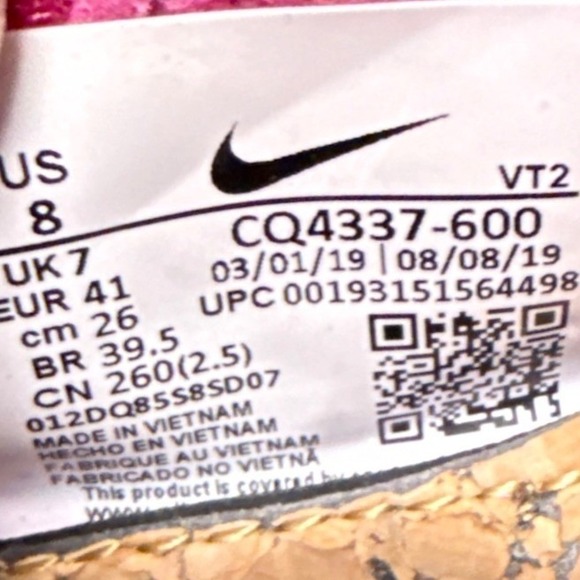 US
8
UK 7
EUR 41
cm 26
BR 39.5
CN 260(2.5)
012DQ85S8SD07
MADE IN VIETNAM
HECHO EN VIETNAM
FABRIQUE AU VIETNAM
FABRICADO NO VIETNÃ
This product is covered by
VT2
CQ4337-600
03/01/19 | 08/08/19
UPC 00193151564498